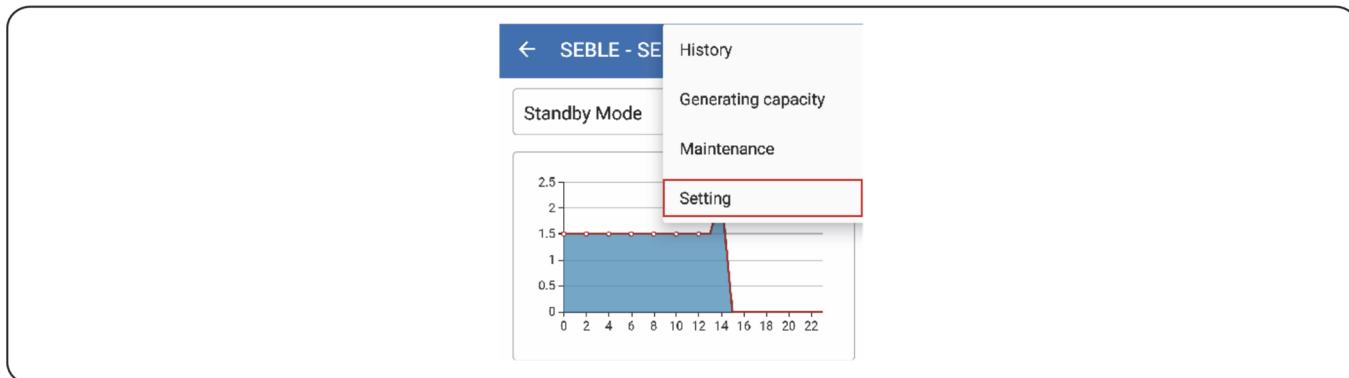 ← SEBLE - SE
History
Generating capacity
Standby Mode
Maintenance
Setting
2.5
2
1.5
1
0.5
0
0 2 4 6 8 10 12 14 16 18 20 22